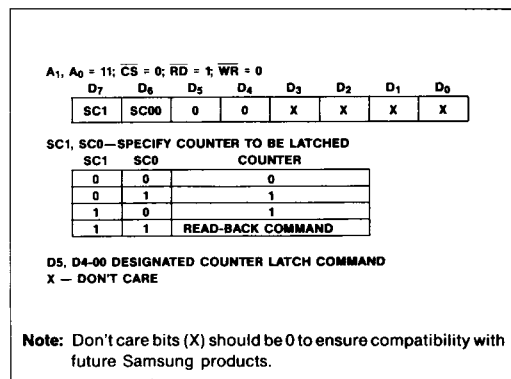 A1, A0 = 11; CS = 0; RD = 1; WR = 0
D7 D6 D5 D4 D3 D2 D1 D0
SC1 SC00 0 0 X X X X
SC1, SC0—SPECIFY COUNTER TO BE LATCHED
SC1 SC0 COUNTER
0 0 0
0 1 1
1 0 1
1 1 READ-BACK COMMAND
D5, D4-00 DESIGNATED COUNTER LATCH COMMAND
X — DON'T CARE
Note: Don't care bits (X) should be 0 to ensure compatibility with
future Samsung products.